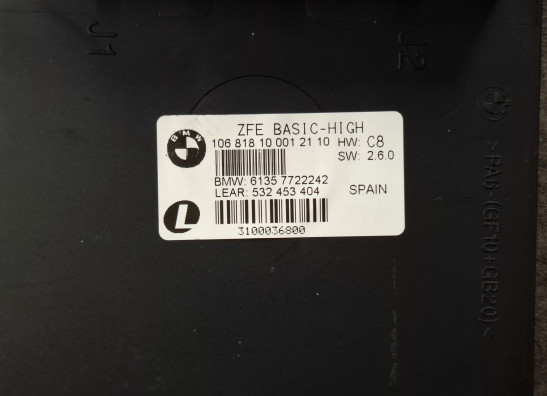 J1
J2
BMW
ZFE BASIC-HIGH
106 818 10 001 21 10 HW: C8
SW: 2.6.0
BMW: 6135 7722242
LEAR: 532 453 404
SPAIN
L
3100036800
>PA6-(GF10+GB20)<